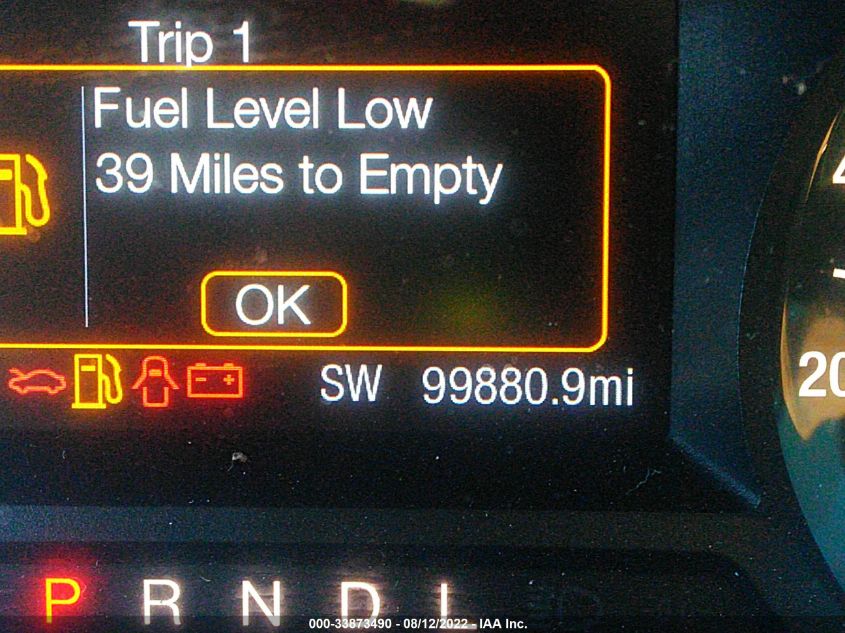 Trip 1
Fuel Level Low
39 Miles to Empty
OK
SW 99880.9mi
20
P R N D L
000-33873490 - 08/12/2022 - IAA Inc.